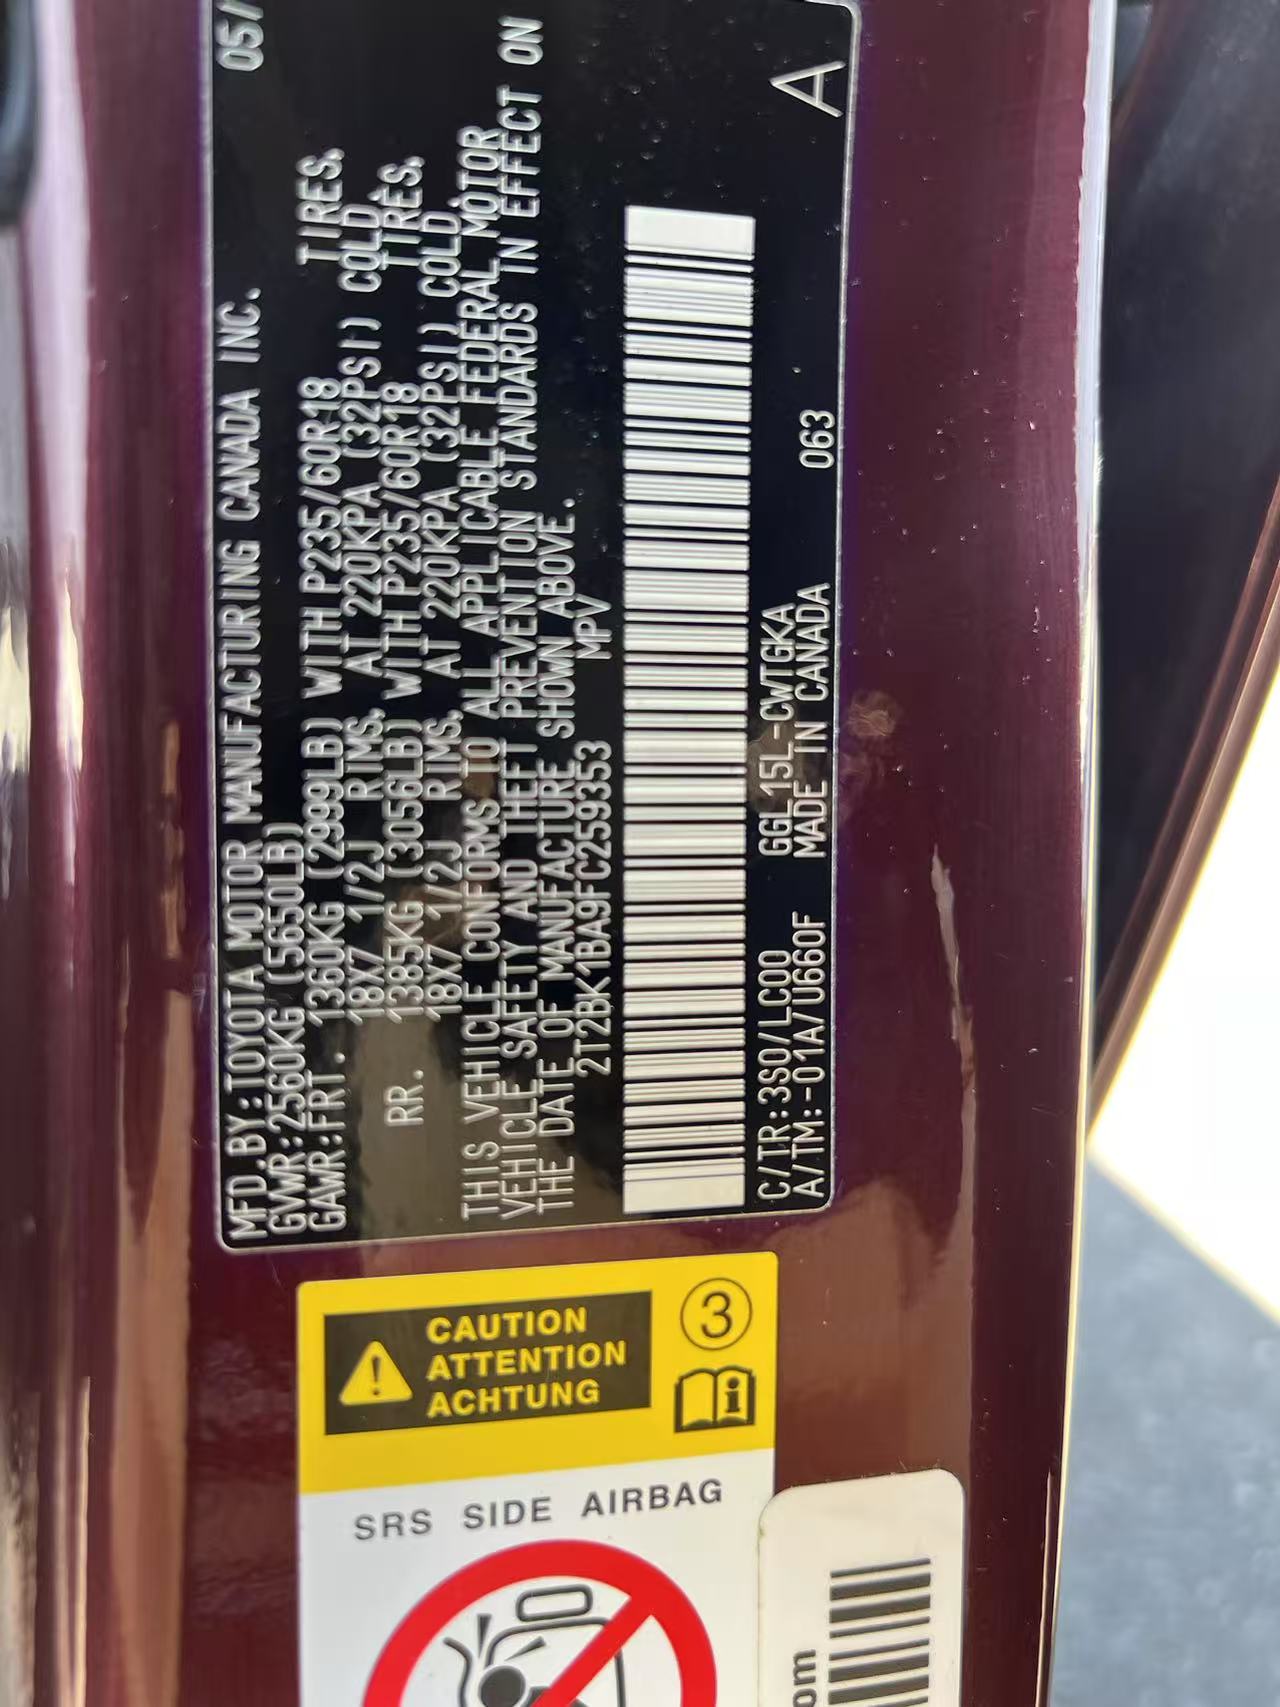 MFD.BY:TOYOTA MOTOR MANUFACTURING CANADA INC. 05/
GVWR:2560KG (5650LB)
GAWR:FRT. 1360KG (2999LB) WITH P235/60R18 TIRES.
18X7 1/2J RIMS. AT 220KPA (32PSI) COLD
RR. 1385KG (3056LB) WITH P235/60R18 TIRES.
18X7 1/2J RIMS. AT 220KPA (32PSI) COLD
THIS VEHICLE CONFORMS TO ALL APPLICABLE FEDERAL MOTOR
VEHICLE SAFETY AND THEFT PREVENTION STANDARDS IN EFFECT ON
THE DATE OF MANUFACTURE SHOWN ABOVE.
2T2BK1BA9FC259353 MPV
C/TR:3S0/LC00 GGL15L-CWTGKA
A/TM:-01A/U660F MADE IN CANADA 063 A
CAUTION
ATTENTION
ACHTUNG
3
SRS SIDE AIRBAG
om